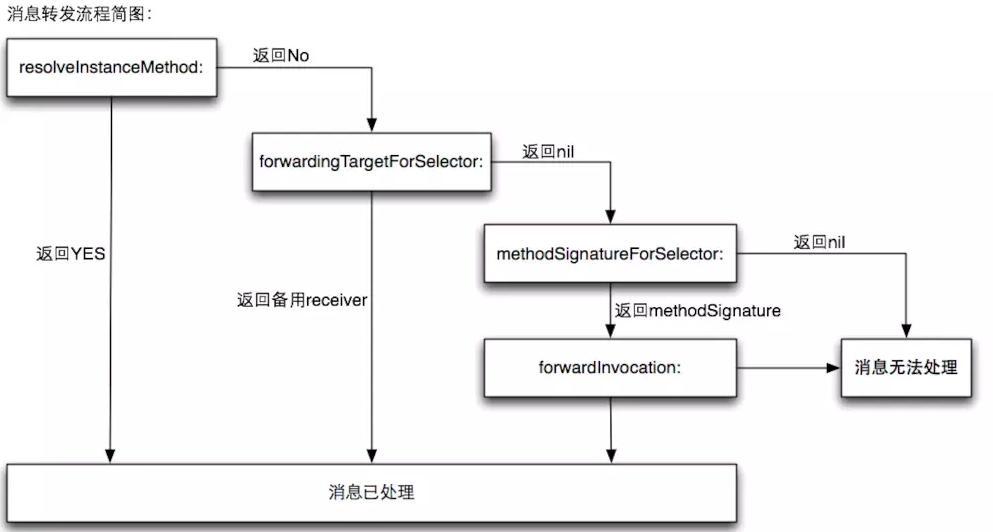 消息转发流程简图：
返回No
resolveInstanceMethod:
forwardingTargetForSelector:
返回nil
返回YES
methodSignatureForSelector:
返回nil
返回备用receiver
返回methodSignature
forwardInvocation:
消息无法处理
消息已处理